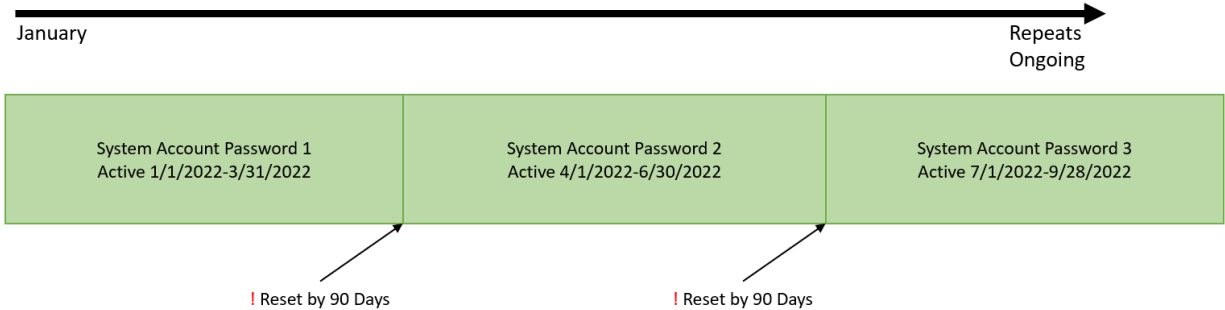 January
Repeats
Ongoing
System Account Password 1
Active 1/1/2022-3/31/2022
System Account Password 2
Active 4/1/2022-6/30/2022
System Account Password 3
Active 7/1/2022-9/28/2022
! Reset by 90 Days
! Reset by 90 Days